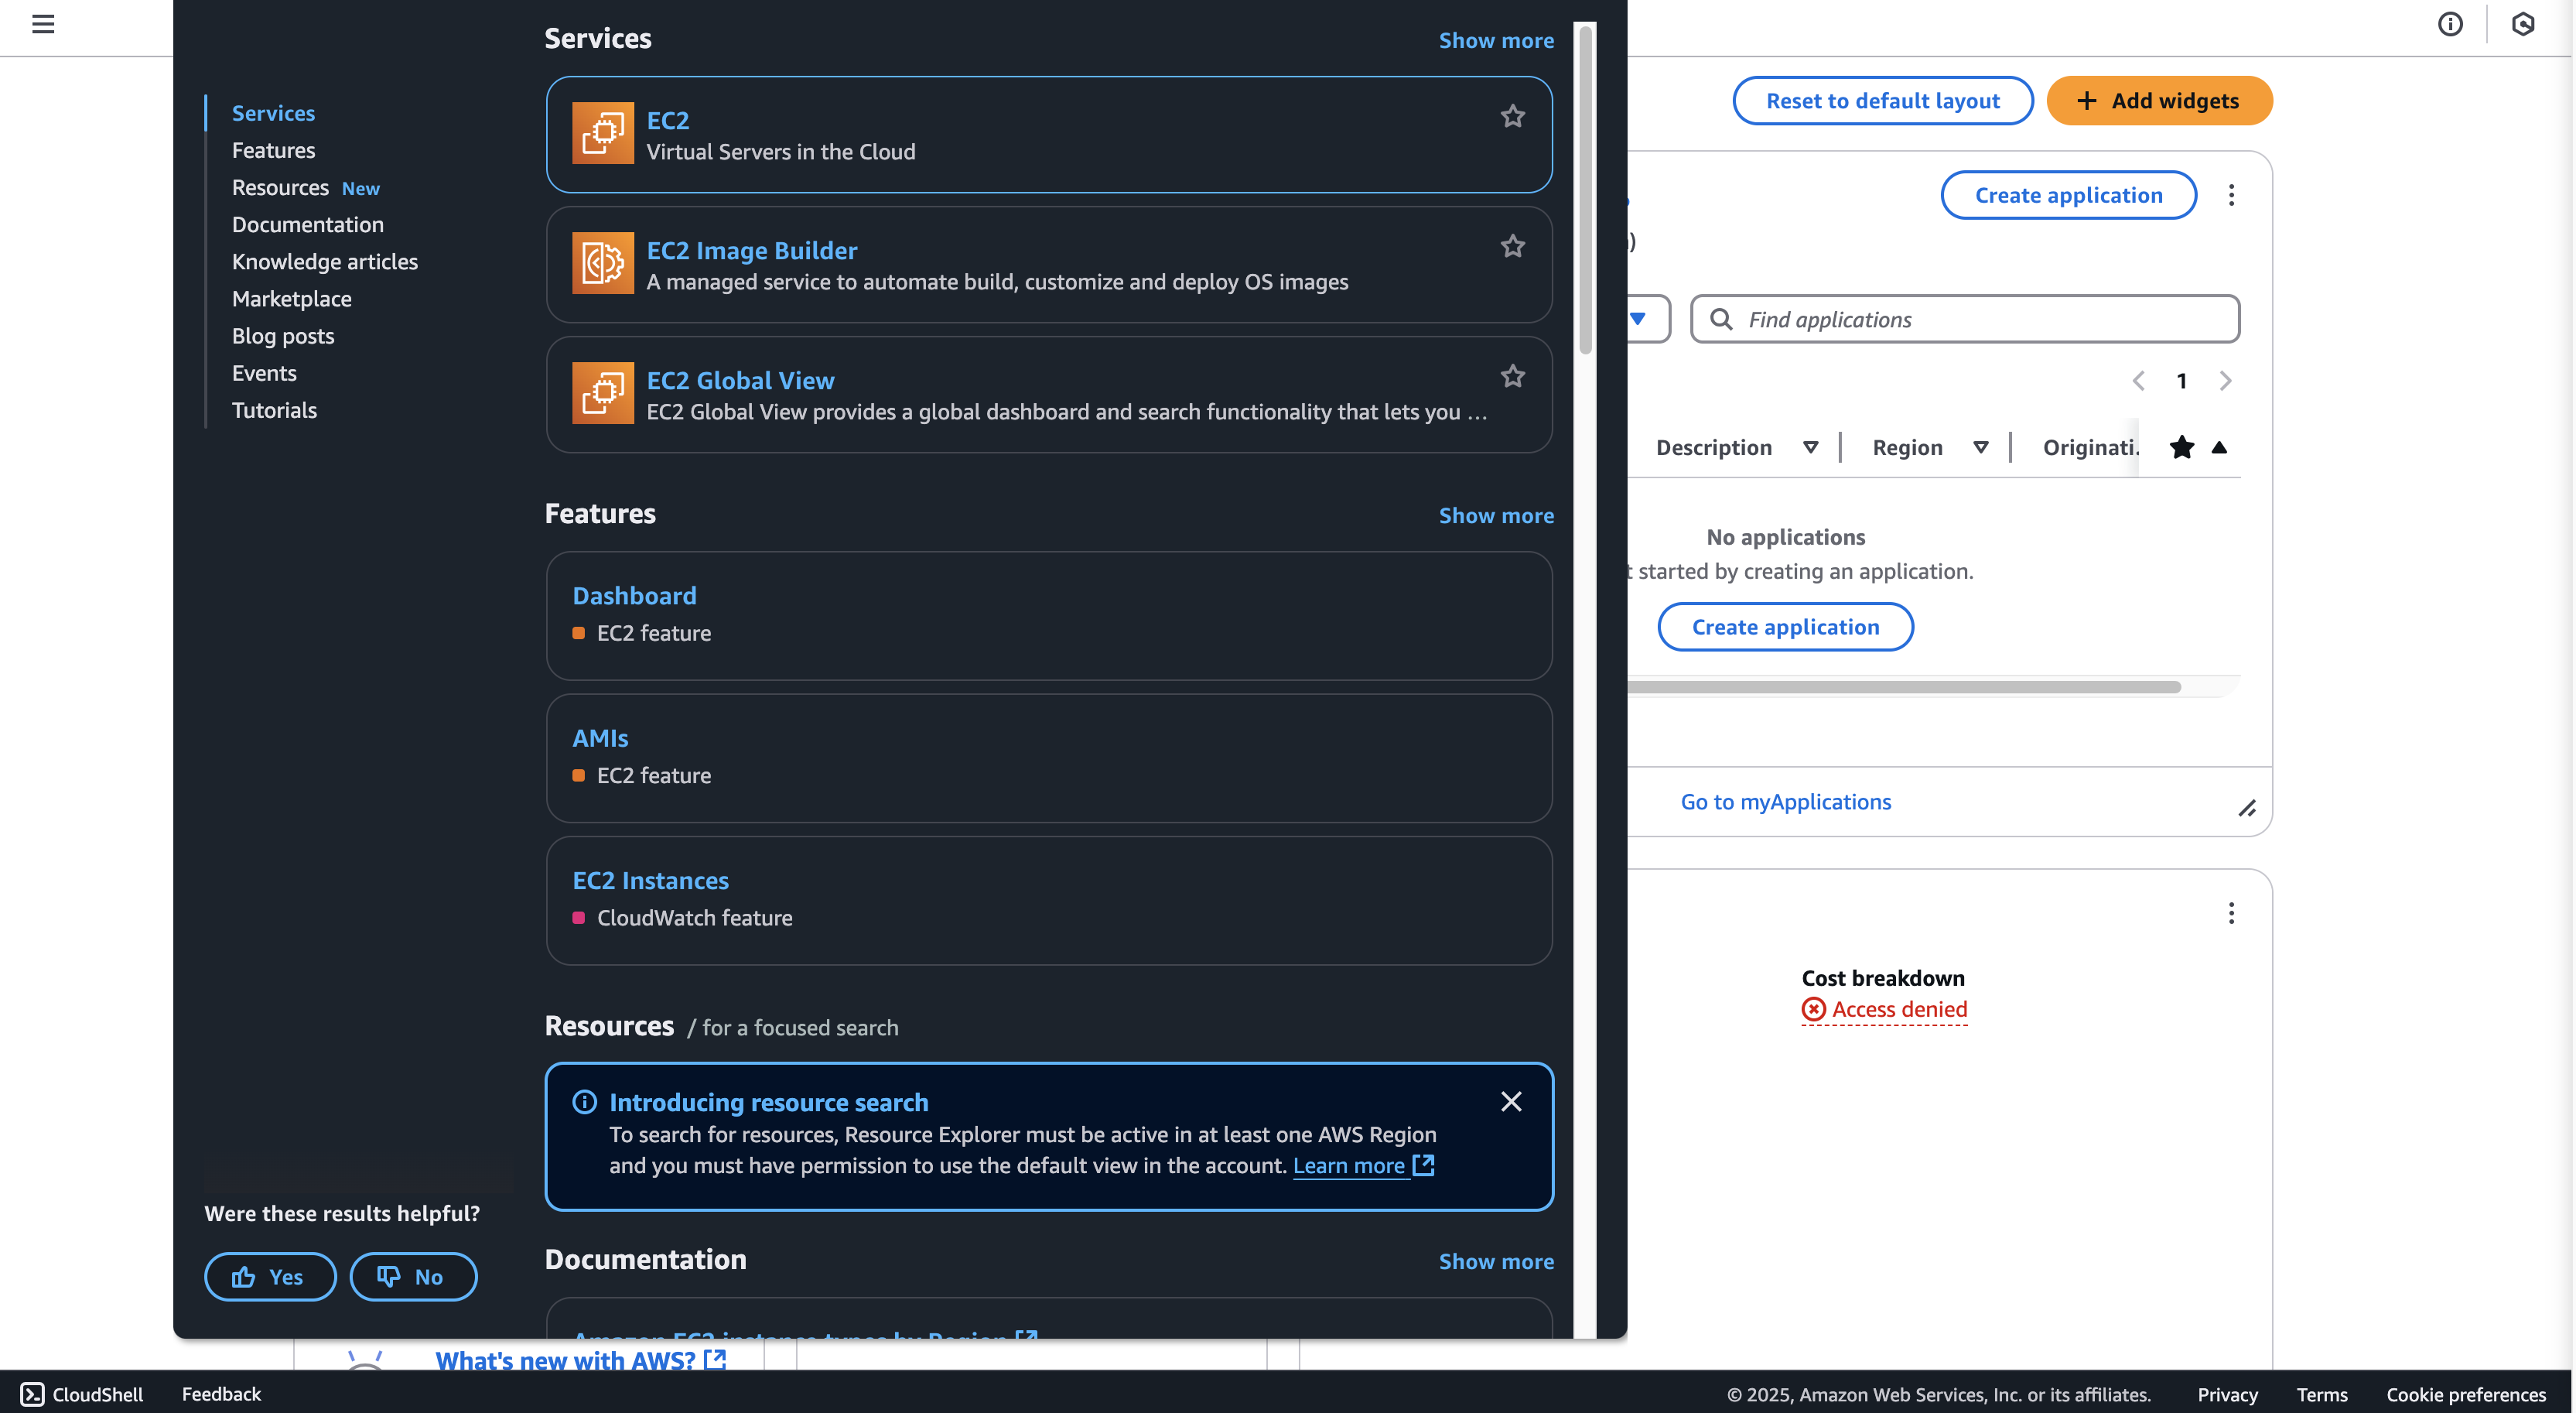 Services
Features
Resources New
Documentation
Knowledge articles
Marketplace
Blog posts
Events
Tutorials
Were these results helpful?
Yes
No
Services
Show more
EC2
Virtual Servers in the Cloud
EC2 Image Builder
A managed service to automate build, customize and deploy OS images
EC2 Global View
EC2 Global View provides a global dashboard and search functionality that lets you ...
Features
Show more
Dashboard
EC2 feature
AMIs
EC2 feature
EC2 Instances
CloudWatch feature
Resources / for a focused search
Introducing resource search
To search for resources, Resource Explorer must be active in at least one AWS Region
and you must have permission to use the default view in the account. Learn more
Documentation
Show more
Amazon EC2 instance types by Region
Reset to default layout
+ Add widgets
Create application
Find applications
1
Description
Region
Originati.
No applications
t started by creating an application.
Create application
Go to myApplications
Cost breakdown
Access denied
What's new with AWS?
CloudShell
Feedback
© 2025, Amazon Web Services, Inc. or its affiliates.
Privacy
Terms
Cookie preferences